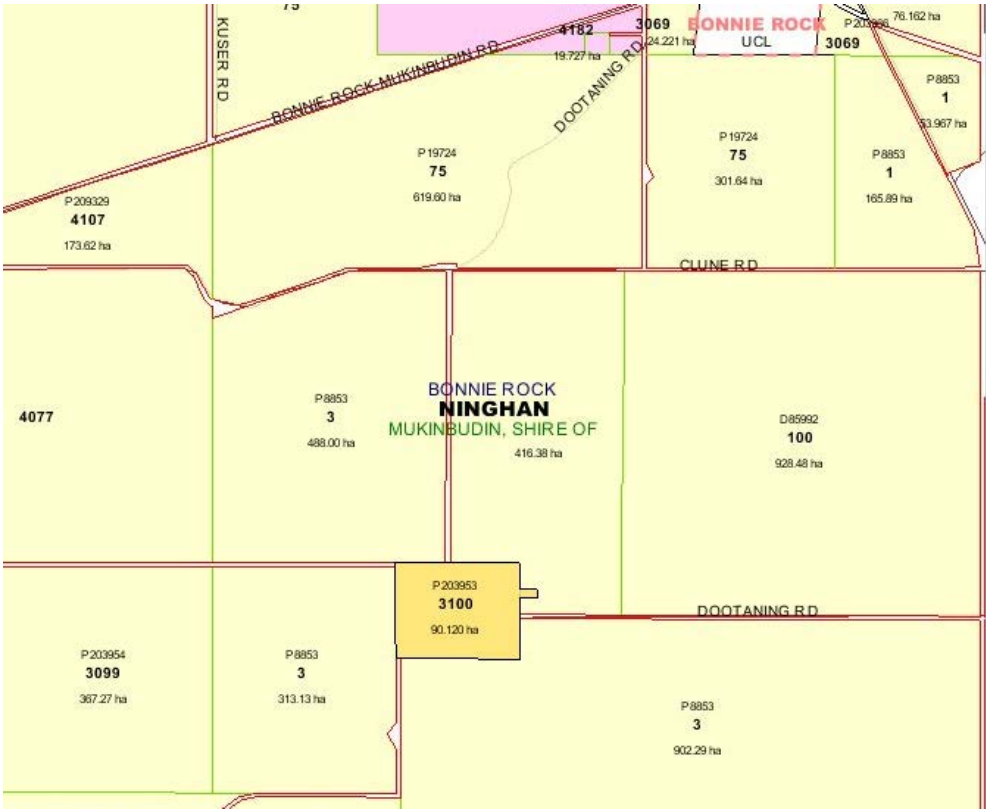 75
KUSER RD
4182
19.727 ha
3069
24.221 ha
BONNIE ROCK
UCL
3069
76.162 ha
BONNIE ROCK-MUKINBUDIN RD
DOOTANING RD
P8853
1
53.967 ha
P19724
75
619.60 ha
P19724
75
301.64 ha
P8853
1
165.89 ha
P209329
4107
173.62 ha
CLUNE RD
4077
P8853
3
488.00 ha
BONNIE ROCK
NINGHAN
MUKINBUDIN, SHIRE OF
416.38 ha
D85992
100
928.48 ha
P203953
3100
90.120 ha
DOOTANING RD
P203954
3099
367.27 ha
P8853
3
313.13 ha
P8853
3
902.29 ha